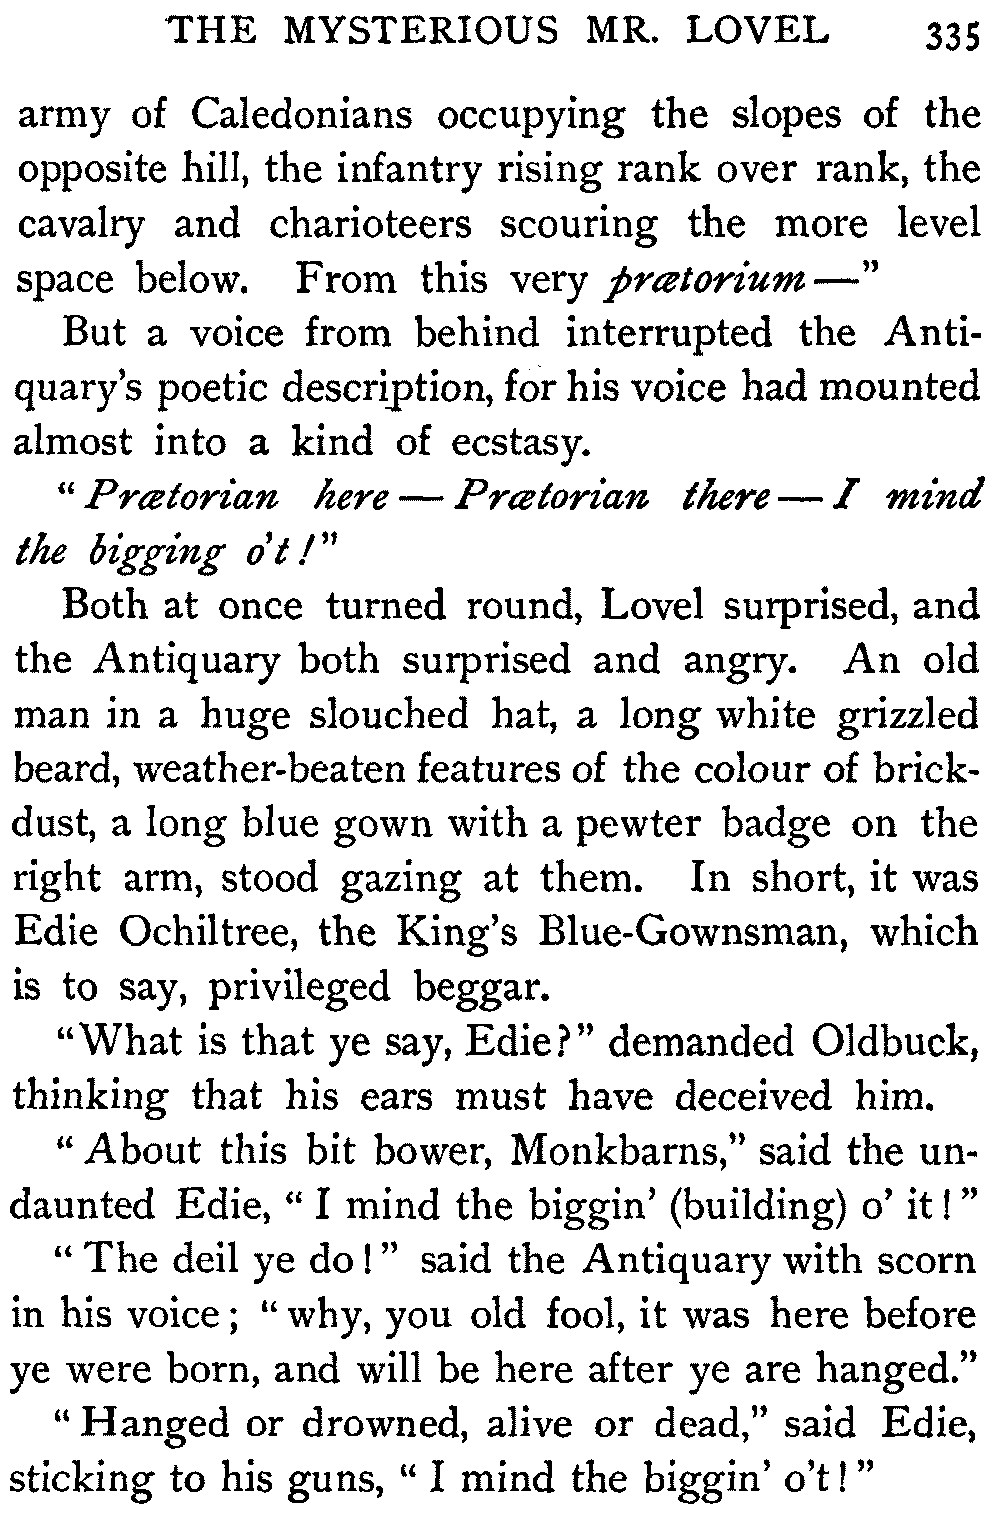 THE MYSTERIOUS MR. LOVEL 335
army of Caledonians occupying the slopes of the
opposite hill, the infantry rising rank over rank, the
cavalry and charioteers scouring the more level
space below. From this very prætorium—”
But a voice from behind interrupted the Anti-
quary’s poetic description, for his voice had mounted
almost into a kind of ecstasy.
“Prætorian here—Prætorian there—I mind
the bigging o’t!”
Both at once turned round, Lovel surprised, and
the Antiquary both surprised and angry. An old
man in a huge slouched hat, a long white grizzled
beard, weather-beaten features of the colour of brick-
dust, a long blue gown with a pewter badge on the
right arm, stood gazing at them. In short, it was
Edie Ochiltree, the King’s Blue-Gownsman, which
is to say, privileged beggar.
“What is that ye say, Edie?” demanded Oldbuck,
thinking that his ears must have deceived him.
“About this bit bower, Monkbarns,” said the un-
daunted Edie, “I mind the biggin’ (building) o’ it!”
“The deil ye do!” said the Antiquary with scorn
in his voice; “why, you old fool, it was here before
ye were born, and will be here after ye are hanged.”
“Hanged or drowned, alive or dead,” said Edie,
sticking to his guns, “I mind the biggin’ o’t!”